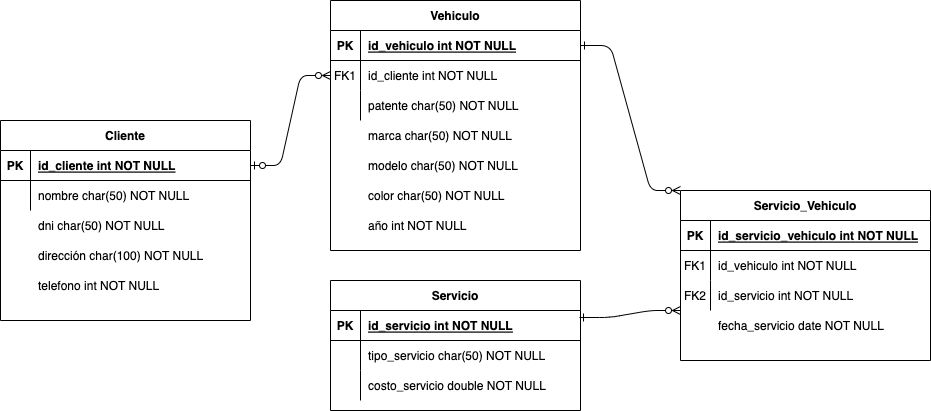 Vehiculo
PK id_vehiculo int NOT NULL
FK1 id_cliente int NOT NULL
patente char(50) NOT NULL
marca char(50) NOT NULL
modelo char(50) NOT NULL
color char(50) NOT NULL
año int NOT NULL
Cliente
PK id_cliente int NOT NULL
nombre char(50) NOT NULL
dni char(50) NOT NULL
dirección char(100) NOT NULL
telefono int NOT NULL
Servicio_Vehiculo
PK id_servicio_vehiculo int NOT NULL
FK1 id_vehiculo int NOT NULL
FK2 id_servicio int NOT NULL
fecha_servicio date NOT NULL
Servicio
PK id_servicio int NOT NULL
tipo_servicio char(50) NOT NULL
costo_servicio double NOT NULL